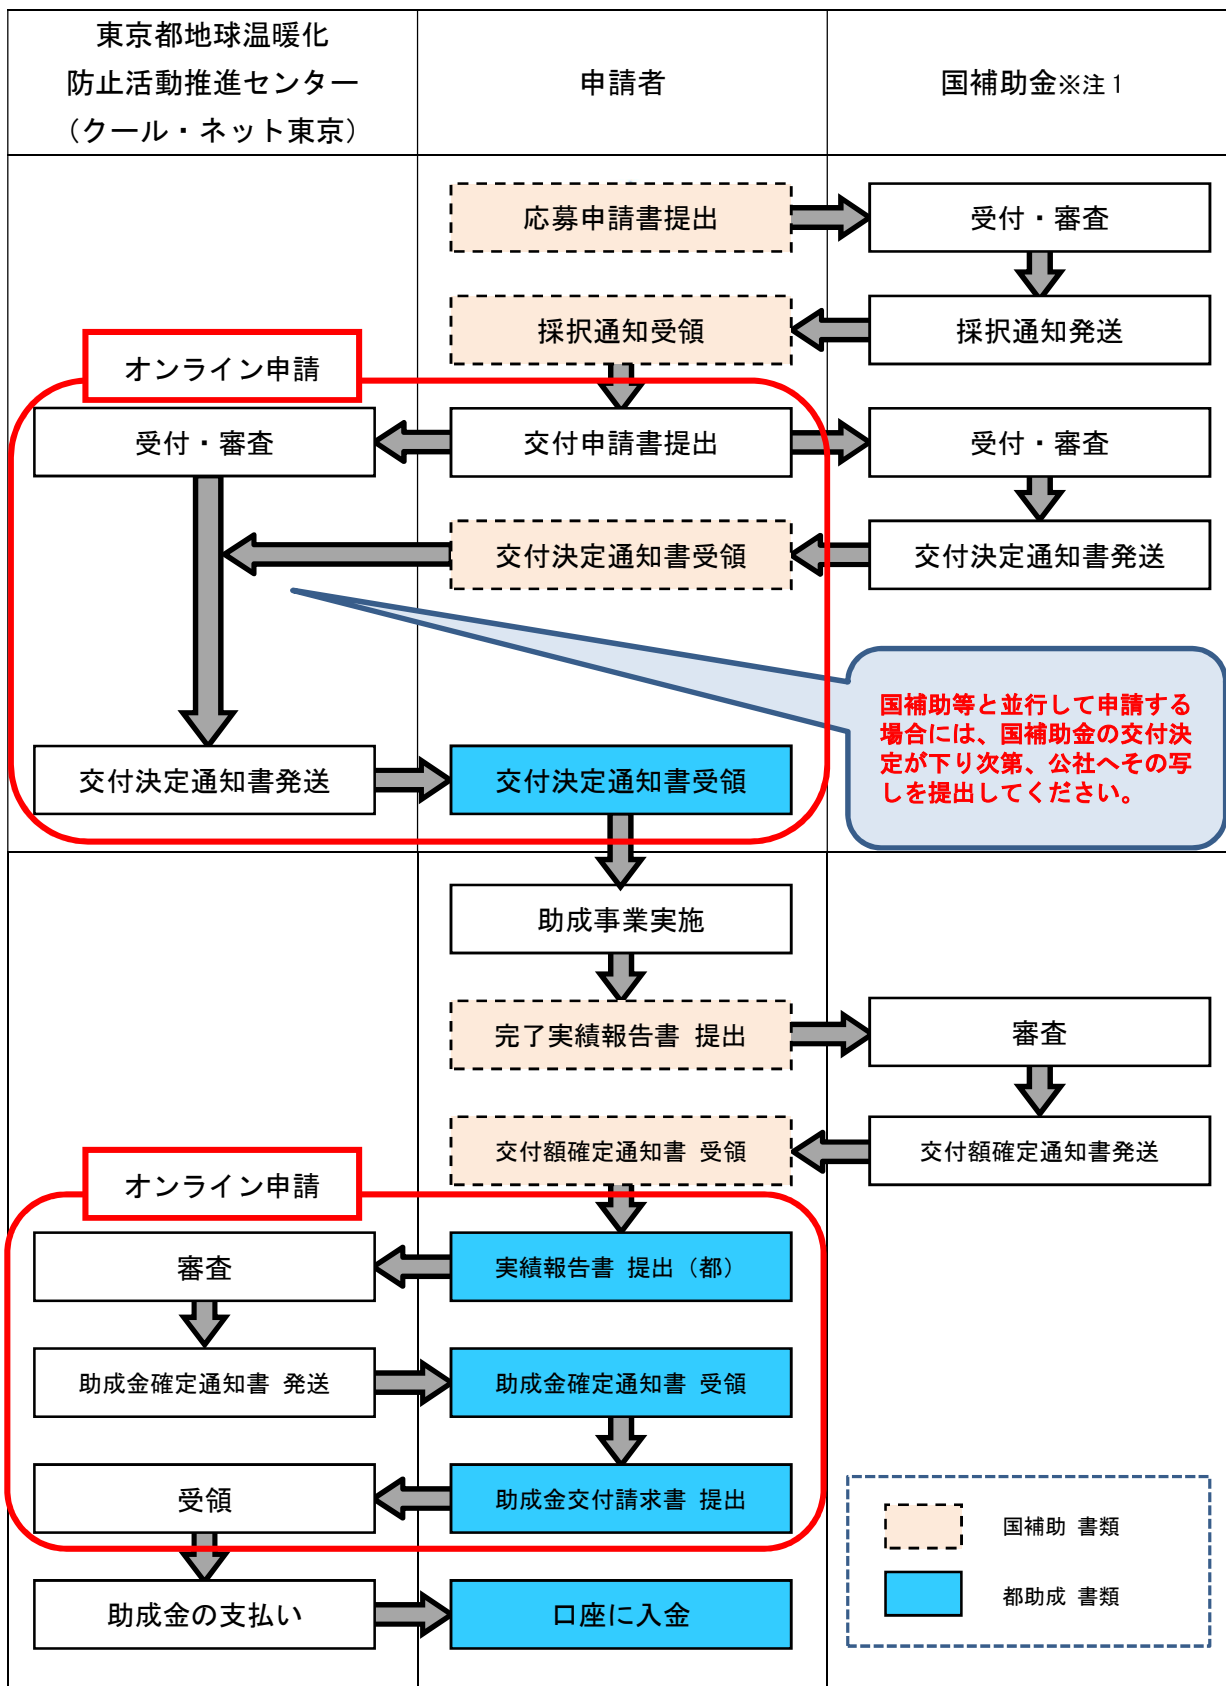 東京都地球温暖化
防止活動推進センター
（クール・ネット東京）
申請者
国補助金※注１
応募申請書提出
受付・審査
採択通知受領
採択通知発送
オンライン申請
受付・審査
交付申請書提出
受付・審査
交付決定通知書受領
交付決定通知書発送
国補助等と並行して申請する
場合には、国補助金の交付決
定が下り次第、公社へその写
しを提出してください。
交付決定通知書発送
交付決定通知書受領
助成事業実施
完了実績報告書 提出
審査
交付額確定通知書 受領
交付額確定通知書発送
オンライン申請
審査
実績報告書 提出（都）
助成金確定通知書 発送
助成金確定通知書 受領
受領
助成金交付請求書 提出
国補助 書類
都助成 書類
助成金の支払い
口座に入金